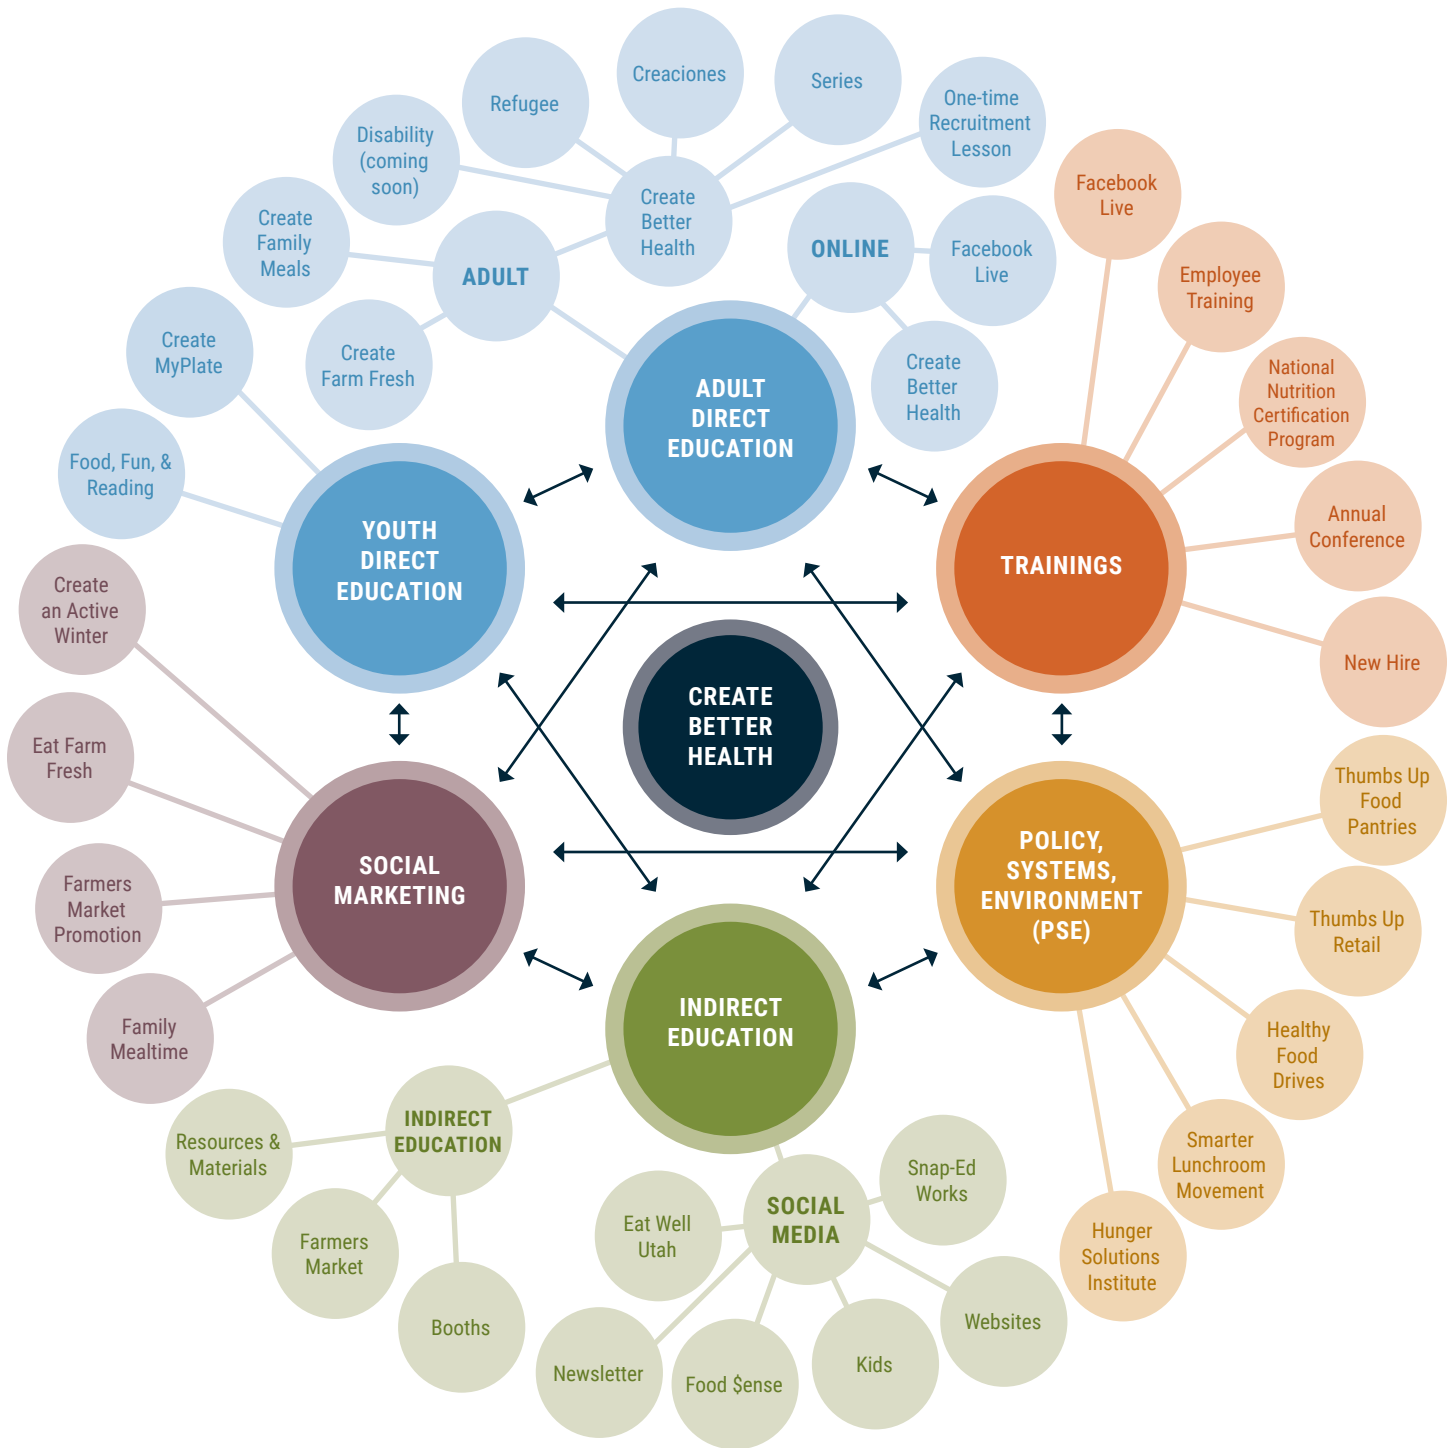 Creaciones
Series
Refugee
One-time
Recruitment
Lesson
Disability
(coming
soon)
Create
Better
Health
Create
Family
Meals
ADULT
ONLINE
Facebook
Live
Create
Farm Fresh
Create
Better
Health
Create
MyPlate
Food, Fun, &
Reading
ADULT
DIRECT
EDUCATION
YOUTH
DIRECT
EDUCATION
TRAININGS
Facebook
Live
Employee
Training
National
Nutrition
Certification
Program
Annual
Conference
New Hire
CREATE
BETTER
HEALTH
Create
an Active
Winter
Eat Farm
Fresh
Farmers
Market
Promotion
Family
Mealtime
SOCIAL
MARKETING
POLICY,
SYSTEMS,
ENVIRONMENT
(PSE)
Thumbs Up
Food
Pantries
Thumbs Up
Retail
Healthy
Food
Drives
Smarter
Lunchroom
Movement
Hunger
Solutions
Institute
INDIRECT
EDUCATION
INDIRECT
EDUCATION
Resources &
Materials
Farmers
Market
Booths
SOCIAL
MEDIA
Snap-Ed
Works
Eat Well
Utah
Newsletter
Food $ense
Kids
Websites